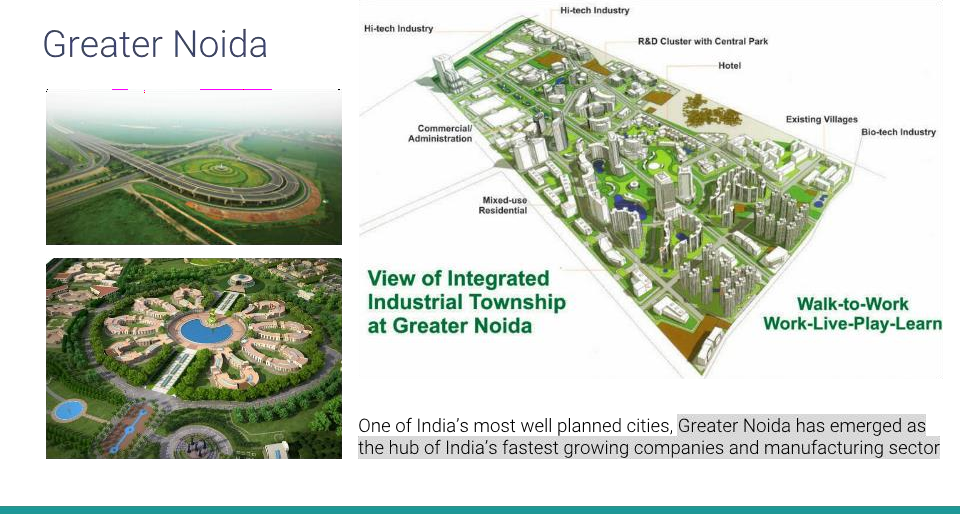 Greater Noida
Hi-tech Industry
Hi-tech Industry
R&D Cluster with Central Park
Hotel
Existing Villages
Bio-tech Industry
Commercial/
Administration
Mixed-use
Residential
View of Integrated
Industrial Township
at Greater Noida
Walk-to-Work
Work-Live-Play-Learn
One of India’s most well planned cities, Greater Noida has emerged as
the hub of India’s fastest growing companies and manufacturing sector